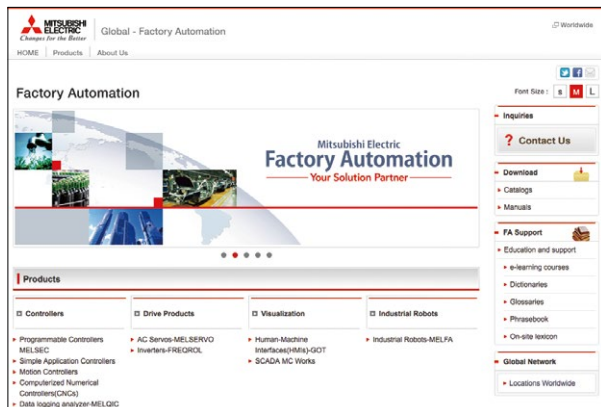 MITSUBISHI
ELECTRIC
Changes for the Better
Global - Factory Automation
Worldwide
HOME
Products
About Us
Factory Automation
Font Size :
S
M
L
Mitsubishi Electric
Factory Automation
Your Solution Partner
Products
Controllers
Programmable Controllers
MELSEC
Simple Application Controllers
Motion Controllers
Computerized Numerical
Controllers(CNCs)
Data logging analyzer-MELQIC
Drive Products
AC Servos-MELSERVO
Inverters-FREQROL
Visualization
Human-Machine
Interfaces(HMIs)-GOT
SCADA MC Works
Industrial Robots
Industrial Robots-MELFA
Inquiries
? Contact Us
Download
Catalogs
Manuals
FA Support
Education and support
e-learning courses
Dictionaries
Glossaries
Phrasebook
On-site lexicon
Global Network
Locations Worldwide